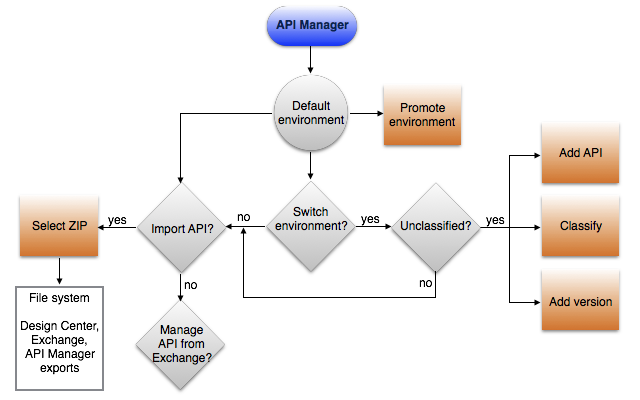 API Manager
Default
environment
Promote
environment
Add API
Select ZIP
yes
Import API?
no
Switch
environment?
yes
Unclassified?
yes
Classify
no
no
File system
Design Center,
Exchange,
API Manager
exports
Manage
API from
Exchange?
Add version